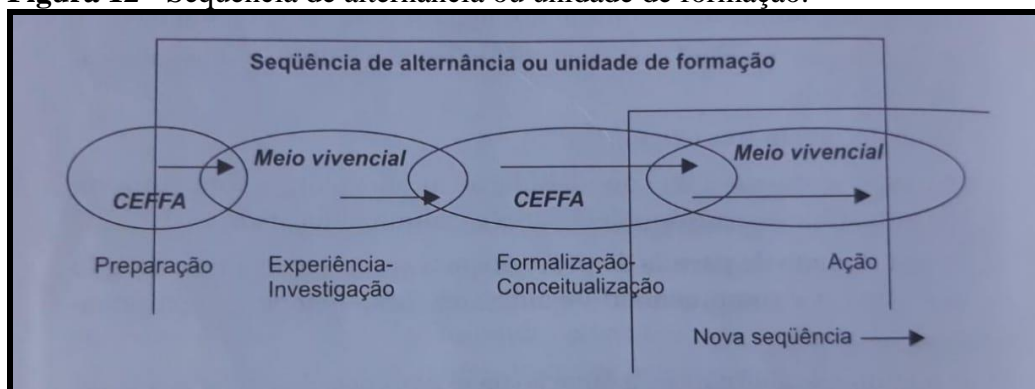 Figura 12 - Sequência de alternância ou unidade de formação.
Seqüência de alternância ou unidade de formação
Meio vivencial
Meio vivencial
CEFFA
CEFFA
Preparação
Experiência-
Investigação
Formalização-
Conceitualização
Ação
Nova seqüência